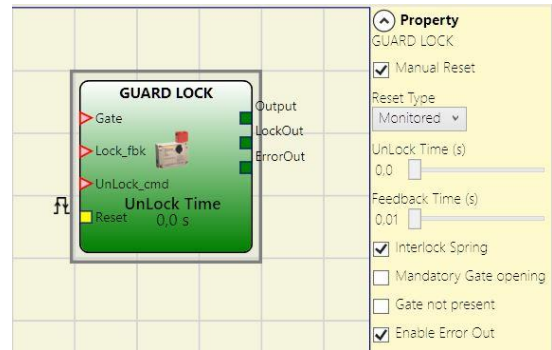 GUARD LOCK
Gate
Lock_fbk
UnLock_cmd
Reset
UnLock Time
0,0 s
Output
LockOut
ErrorOut
Property
GUARD LOCK
Manual Reset
Reset Type
Monitored
UnLock Time (s)
0,0
Feedback Time (s)
0,01
Interlock Spring
Mandatory Gate opening
Gate not present
Enable Error Out